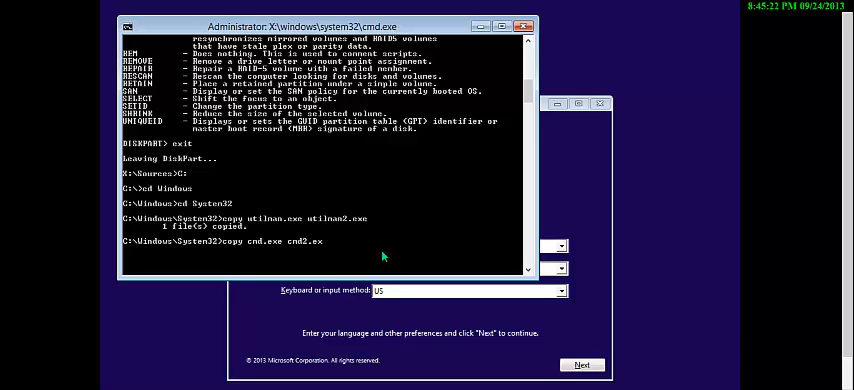 8:45:22 PM 09/24/2013
Administrator: X:\windows\system32\cmd.exe
resynchronizes mirrored volumes and RAID5 volumes
that have stale plex or parity data.
REM - Does nothing. This is used to comment scripts.
REMOVE - Remove a drive letter or mount point assignment.
REPAIR - Repair a RAID-5 volume with a failed member.
RESCAN - Rescan the computer looking for disks and volumes.
RETAIN - Place a retained partition under a simple volume.
SAN - Display or set the SAN policy for the currently booted OS.
SELECT - Shift the focus to an object.
SETID - Change the partition type.
SHRINK - Reduce the size of the selected volume.
UNIQUEID - Displays or sets the GUID partition table (GPT) identifier or
master boot record (MBR) signature of a disk.
DISKPART> exit
Leaving DiskPart...
X:\Sources>C:
C:\>cd Windows
C:\Windows>cd System32
C:\Windows\System32>copy utilman.exe utilman2.exe
1 file(s) copied.
C:\Windows\System32>copy cmd.exe cmd2.ex
Keyboard or input method: US
Enter your language and other preferences and click "Next" to continue.
© 2013 Microsoft Corporation. All rights reserved.
Next